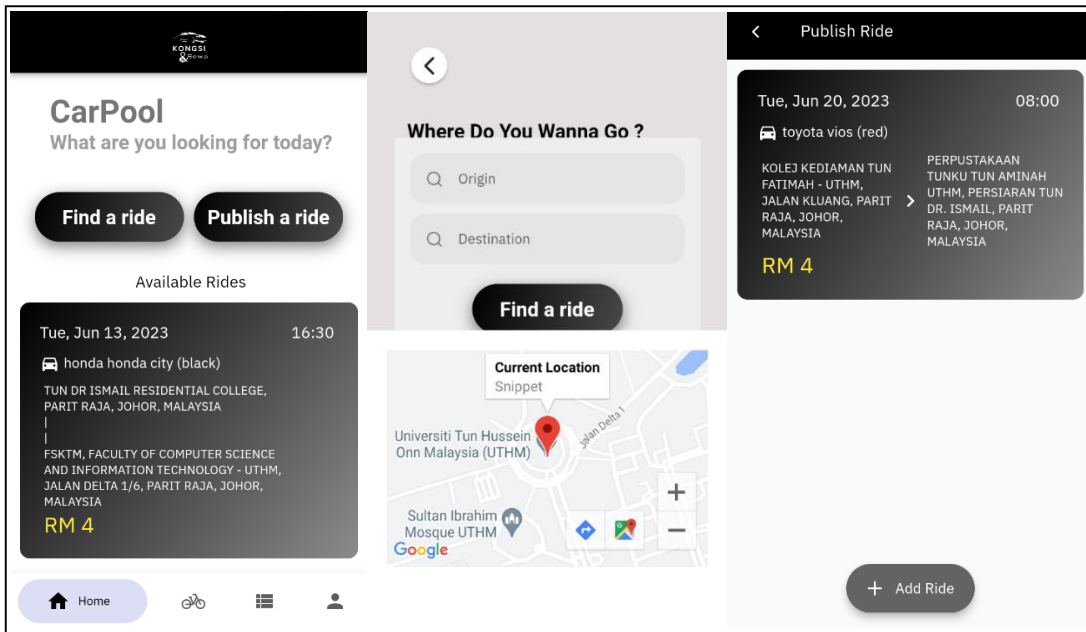 KONGSI
&Sewa
CarPool
What are you looking for today?
Find a ride
Publish a ride
Available Rides
Tue, Jun 13, 2023
16:30
honda honda city (black)
TUN DR ISMAIL RESIDENTIAL COLLEGE,
PARIT RAJA, JOHOR, MALAYSIA
|
|
FSKTM, FACULTY OF COMPUTER SCIENCE
AND INFORMATION TECHNOLOGY - UTHM,
JALAN DELTA 1/6, PARIT RAJA, JOHOR,
MALAYSIA
RM 4
Home
Where Do You Wanna Go ?
Origin
Destination
Find a ride
Current Location
Snippet
Jalan Delta 1
Universiti Tun Hussein
Onn Malaysia (UTHM)
Sultan Ibrahim
Mosque UTHM
Google
Publish Ride
Tue, Jun 20, 2023
08:00
toyota vios (red)
KOLEJ KEDIAMAN TUN
FATIMAH - UTHM,
JALAN KLUANG, PARIT
RAJA, JOHOR,
MALAYSIA
PERPUSTAKAAN
TUNKU TUN AMINAH
UTHM, PERSIARAN TUN
DR. ISMAIL, PARIT
RAJA, JOHOR,
MALAYSIA
RM 4
+ Add Ride